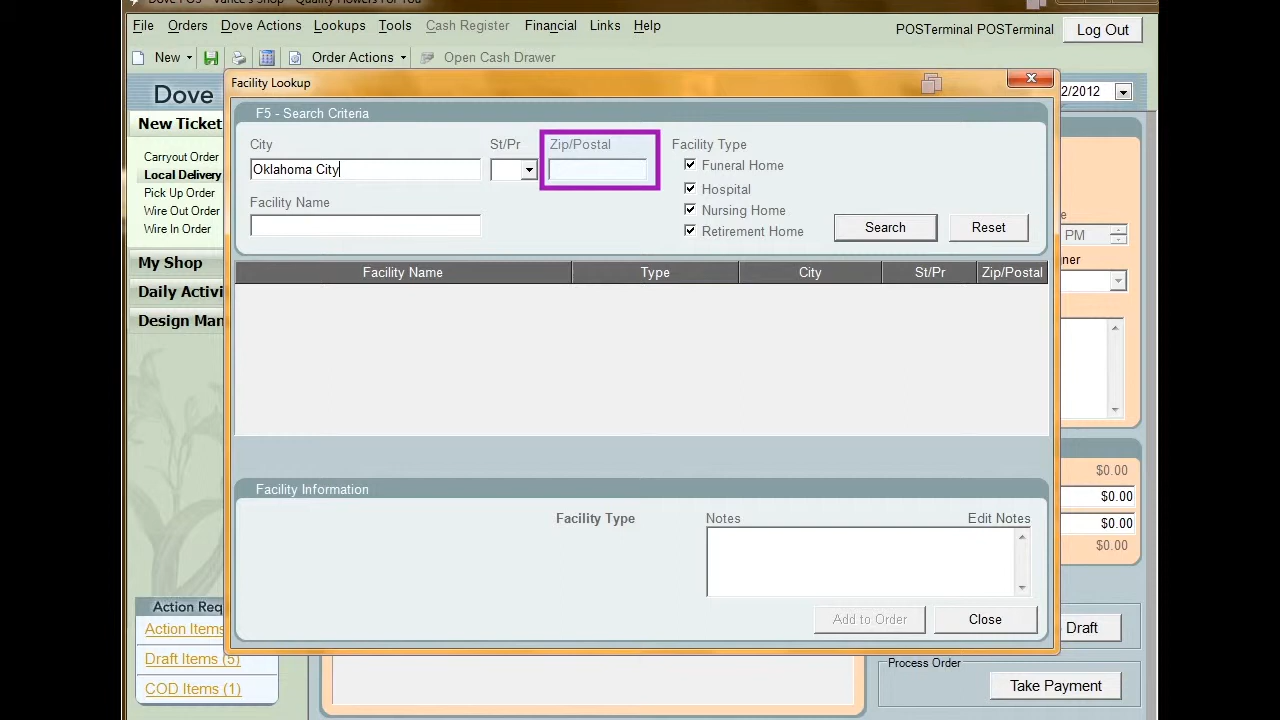 Dove POS - Vance's Shop - Quality Flowers For You
File Orders Dove Actions Lookups Tools Cash Register Financial Links Help
POSTerminal POSTerminal Log Out
New Order Actions Open Cash Drawer
Facility Lookup
Dove
2/2012
F5 - Search Criteria
New Ticket
City St/Pr Zip/Postal Facility Type
Carryout Order
Oklahoma City
Funeral Home
Local Delivery
Hospital
Pick Up Order
Facility Name
Nursing Home
Wire Out Order
Wire In Order
Retirement Home
Search Reset
PM
My Shop
Facility Name Type City St/Pr Zip/Postal
Daily Activi
Design Man
$0.00
Facility Information
$0.00
Facility Type Notes Edit Notes
$0.00
$0.00
Action Req
Action Items
Add to Order Close
Draft
Draft Items (5)
Process Order
COD Items (1)
Take Payment